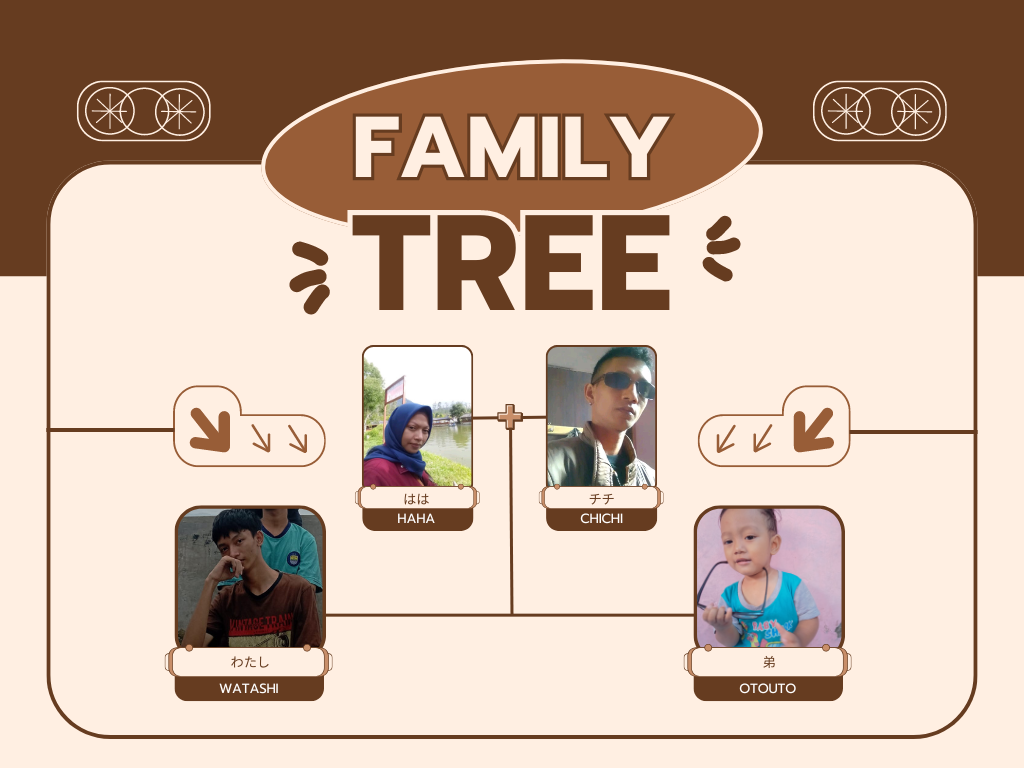 FAMILY
TREE
はは
HAHA
チチ
CHICHI
わたし
WATASHI
弟
OTOUTO